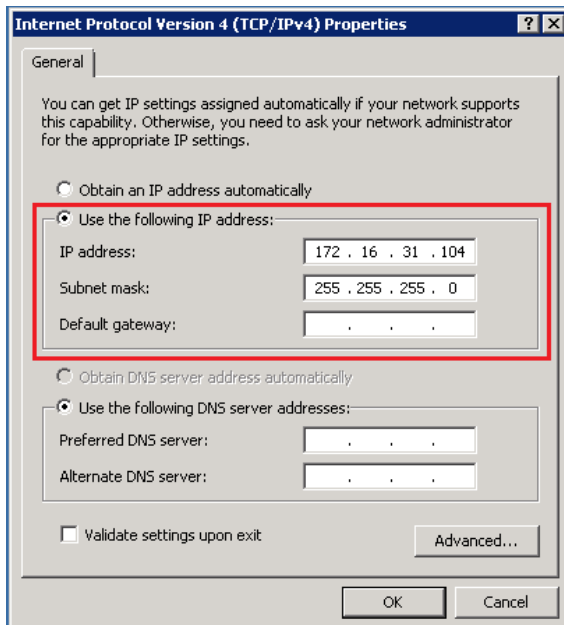 Internet Protocol Version 4 (TCP/IPv4) Properties
General
You can get IP settings assigned automatically if your network supports
this capability. Otherwise, you need to ask your network administrator
for the appropriate IP settings.
Obtain an IP address automatically
Use the following IP address:
IP address: 172 . 16 . 31 . 104
Subnet mask: 255 . 255 . 255 . 0
Default gateway: . . .
Obtain DNS server address automatically
Use the following DNS server addresses:
Preferred DNS server: . . .
Alternate DNS server: . . .
Validate settings upon exit
Advanced...
OK Cancel